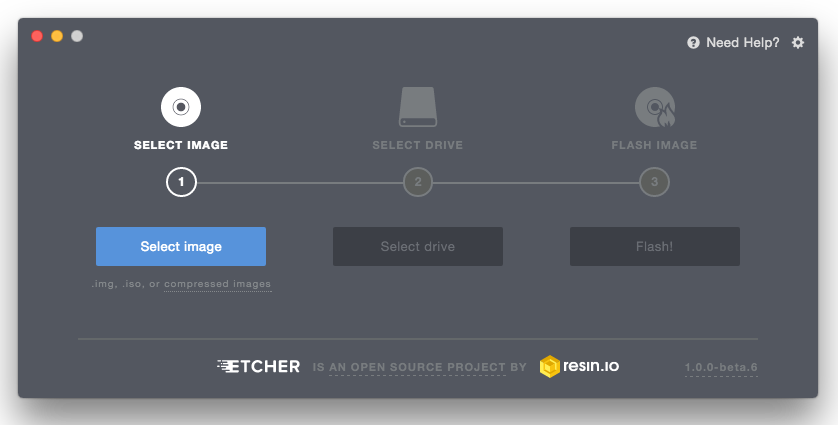 Need Help?
SELECT IMAGE
SELECT DRIVE
FLASH IMAGE
1
2
3
Select image
Select drive
Flash!
.img, .iso, or compressed images
ETCHER IS AN OPEN SOURCE PROJECT BY resin.io
1.0.0-beta.6